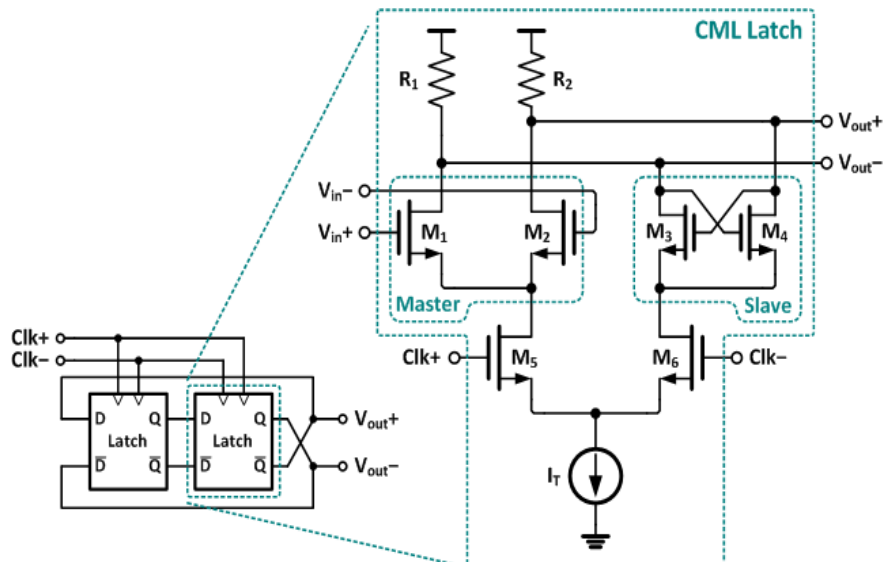 CML Latch
R₁
R₂
Vout+
Vout−
Vin−
Vin+
M₁
M₂
M₃
M₄
Master
Slave
Clk+
M₅
M₆
Clk−
I_T
Clk+
Clk−
D
Q
D
Q
Latch
Latch
D̅
Q̅
D̅
Q̅
Vout+
Vout−